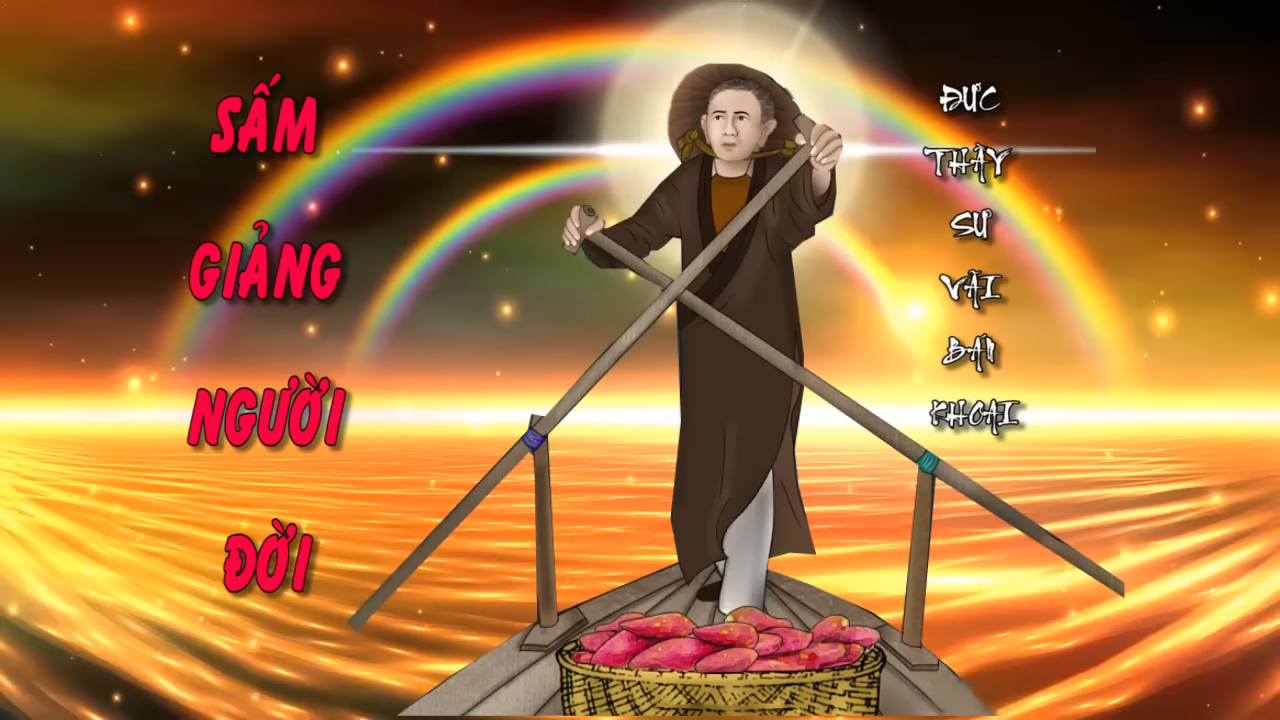 SẤM
GIẢNG
NGƯỜI
ĐỜI
ĐỨC
THẦY
SƯ
VÃI
BÁN
KHOAI